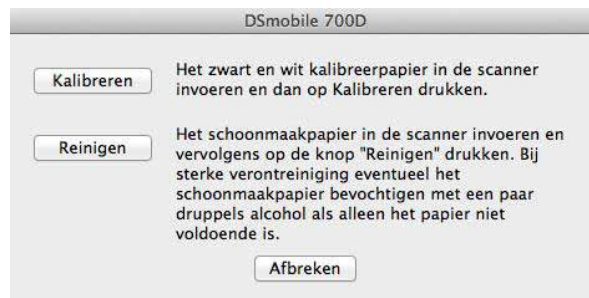 DSmobile 700D
Kalibreren
Het zwart en wit kalibreerpapier in de scanner
invoeren en dan op Kalibreren drukken.
Reinigen
Het schoonmaakpapier in de scanner invoeren en
vervolgens op de knop "Reinigen" drukken. Bij
sterke verontreiniging eventueel het
schoonmaakpapier bevochtigen met een paar
druppels alcohol als alleen het papier niet
voldoende is.
Afbreken